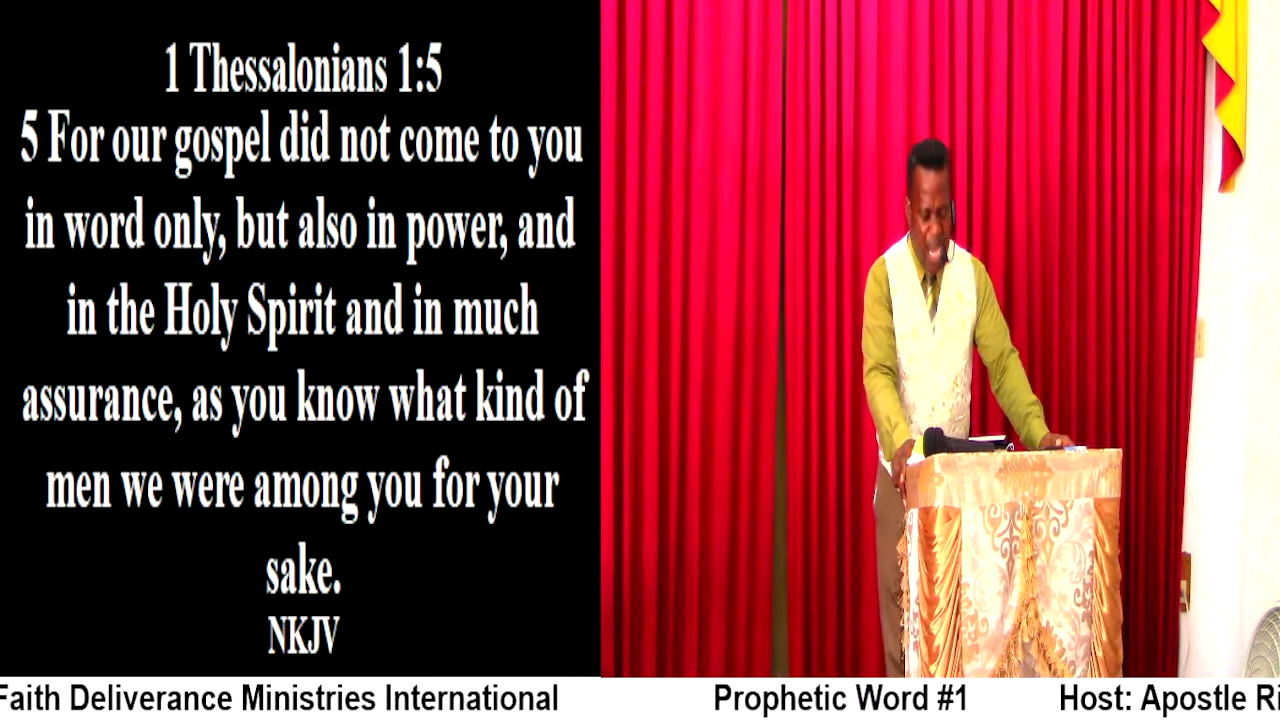 1 Thessalonians 1:5
5 For our gospel did not come to you
in word only, but also in power, and
in the Holy Spirit and in much
assurance, as you know what kind of
men we were among you for your
sake.
NKJV
Faith Deliverance Ministries International Prophetic Word #1 Host: Apostle